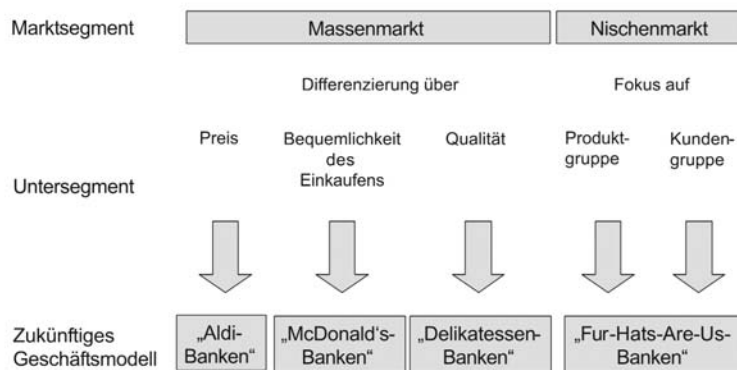 Marktsegment
Massenmarkt
Nischenmarkt
Differenzierung über
Fokus auf
Untersegment
Preis
Bequemlichkeit
des
Einkaufens
Qualität
Produkt-
gruppe
Kunden-
gruppe
Zukünftiges
Geschäftsmodell
„Aldi-
Banken“
„McDonald‘s-
Banken“
„Delikatessen-
Banken“
„Fur-Hats-Are-Us-
Banken“